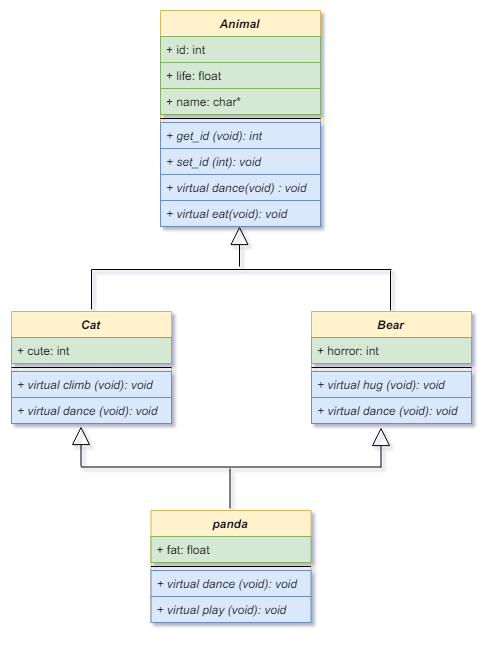 Animal
+ id: int
+ life: float
+ name: char*
+ get_id (void): int
+ set_id (int): void
+ virtual dance(void) : void
+ virtual eat(void): void
Cat
+ cute: int
+ virtual climb (void): void
+ virtual dance (void): void
Bear
+ horror: int
+ virtual hug (void): void
+ virtual dance (void): void
panda
+ fat: float
+ virtual dance (void): void
+ virtual play (void): void